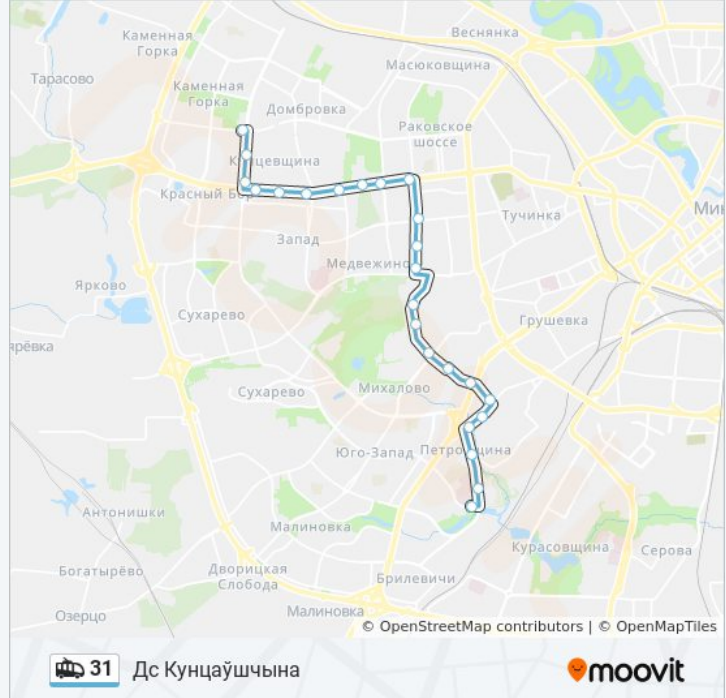 Веснянка
Каменная
Горка
Масюковщина
Тарасово
Каменная
Горка
Домбровка
Раковское
шоссе
Кунцевщина
Красный Бор
Мин
Тучинка
Запад
Медвежино
Ярково
Сухарево
Грушевка
ярёвка
Михалово
Сухарево
Юго-Запад
Петровщина
Антонишки
Малиновка
Курасовщина
Серова
Богатырёво
Дворицкая
Слобода
Брилевичи
Озерцо
Малиновка
© OpenStreetMap contributors | © OpenMapTiles
31 Дс Кунцаўшчына
moovit